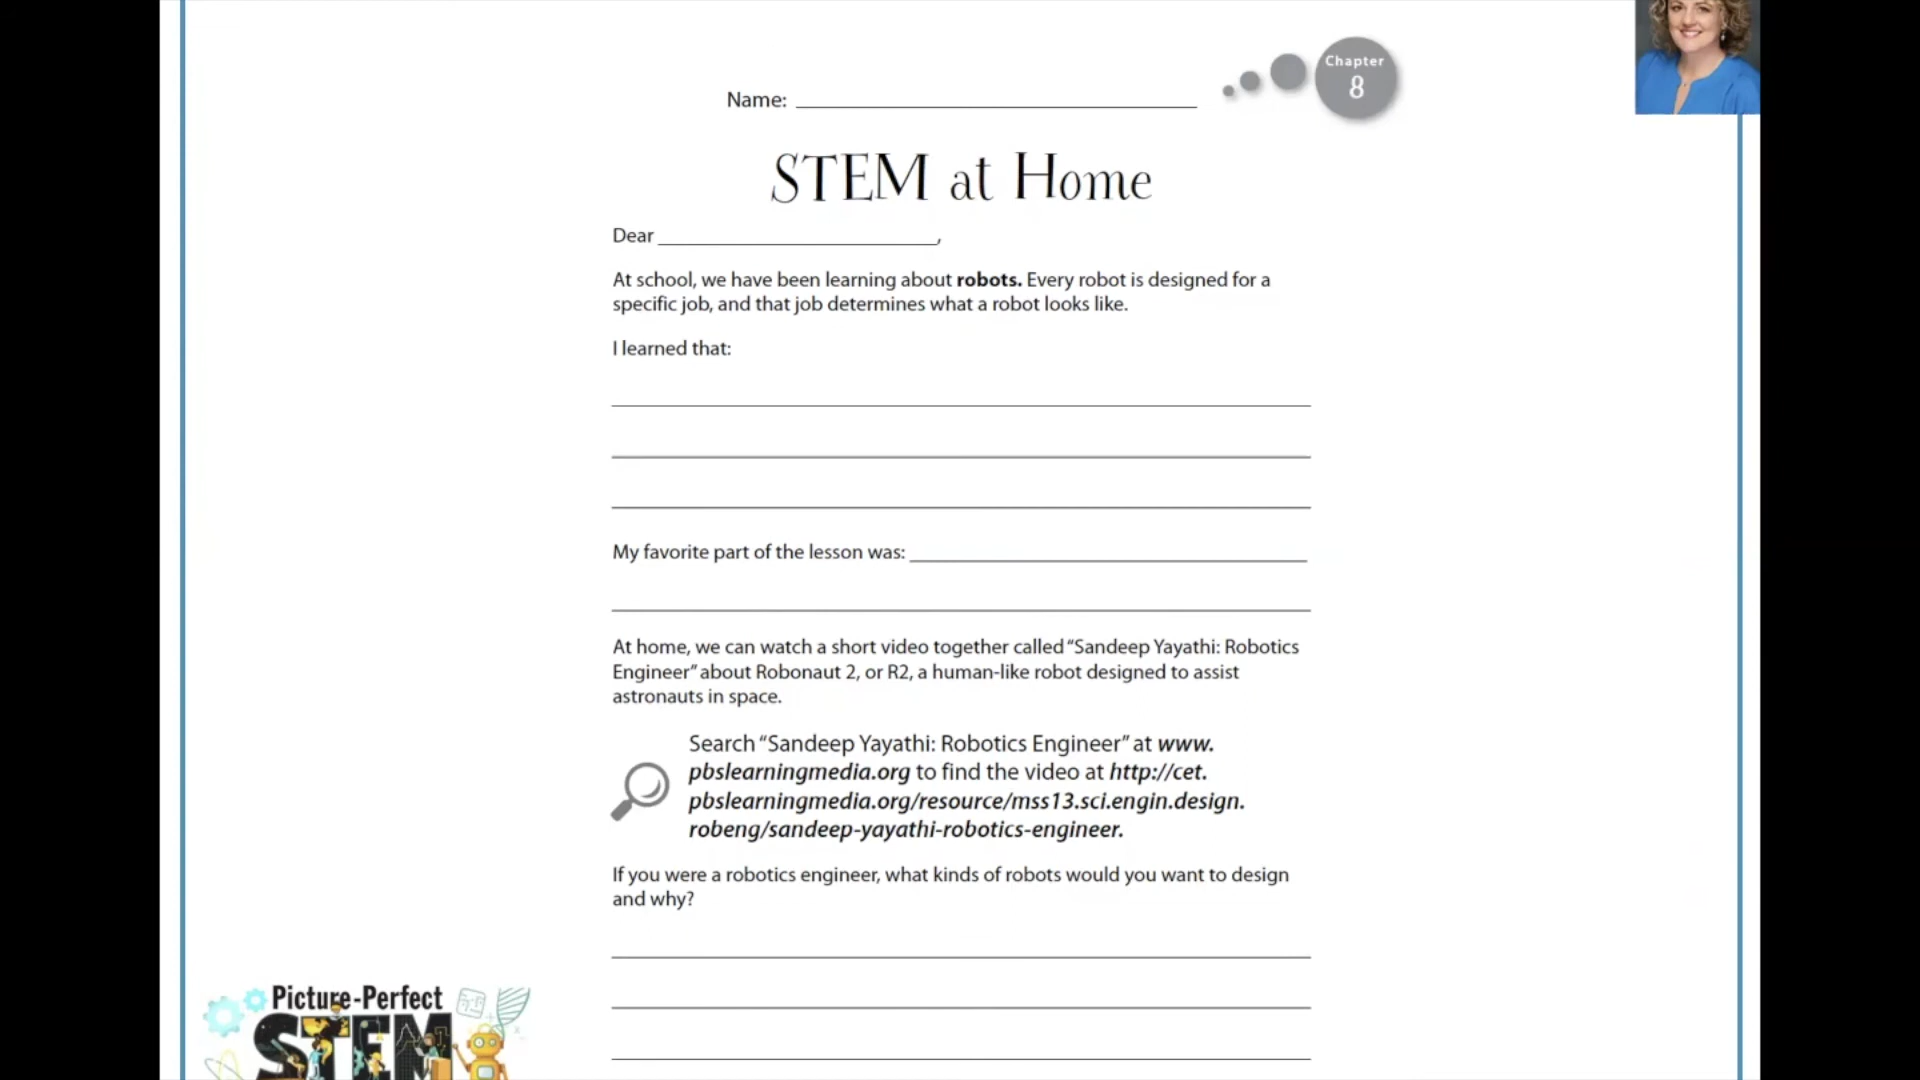 Chapter
8
Name:
STEM at Home
Dear ,
At school, we have been learning about robots. Every robot is designed for a
specific job, and that job determines what a robot looks like.
I learned that:
My favorite part of the lesson was:
At home, we can watch a short video together called “Sandeep Yayathi: Robotics
Engineer” about Robonaut 2, or R2, a human-like robot designed to assist
astronauts in space.
Search “Sandeep Yayathi: Robotics Engineer” at www.
pbslearningmedia.org to find the video at http://cet.
pbslearningmedia.org/resource/mss13.sci.engin.design.
robeng/sandeep-yayathi-robotics-engineer.
If you were a robotics engineer, what kinds of robots would you want to design
and why?
Picture-Perfect
STEM